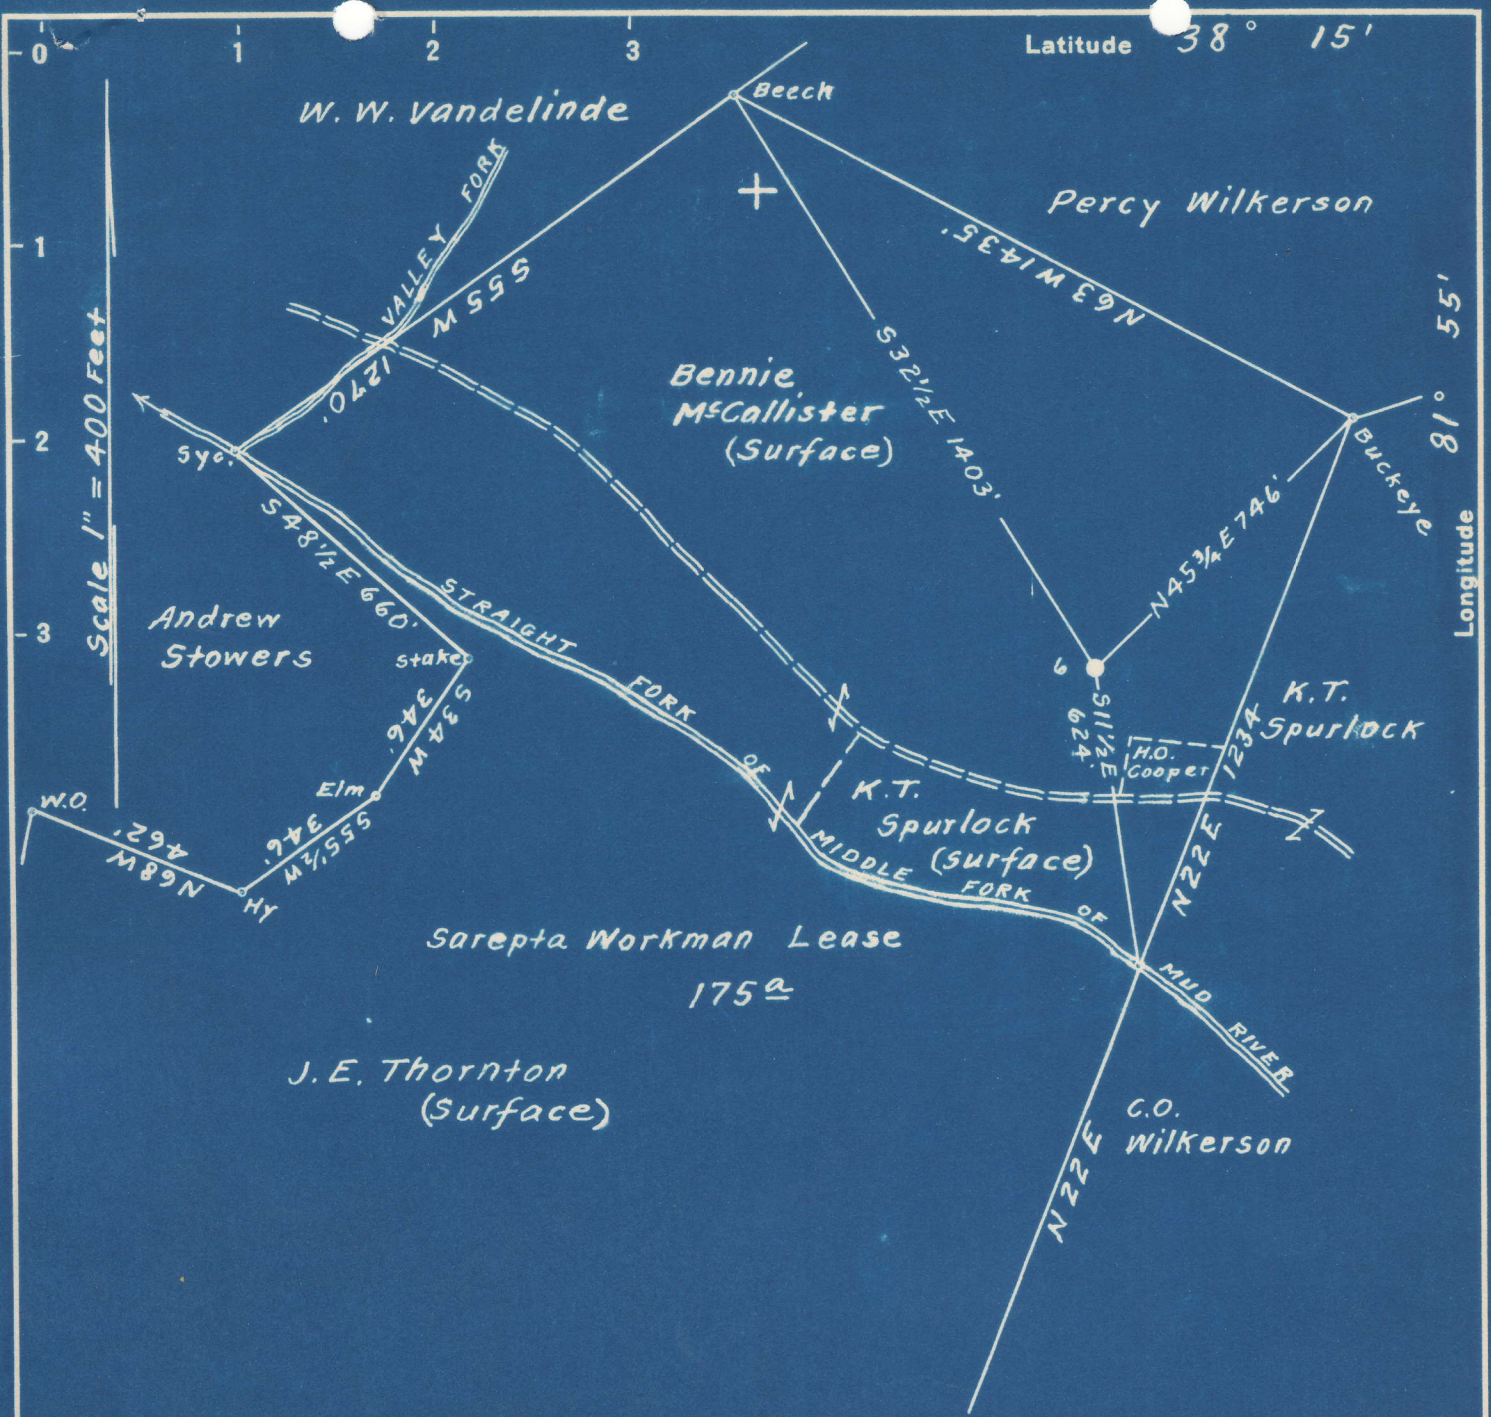 0
1
2
3
Latitude 38° 15'
W. W. Vandelinde
Beech
VALLEY FORK
Percy Wilkerson
1
S55W 1270'
N63W1435'
Longitude 81° 55'
Scale 1" = 400 Feet
Bennie
McCallister
(Surface)
S32½E 1403'
2
Syc.
Buckeye
S48½E 660'
N45¾E 746'
STRAIGHT FORK OF MIDDLE FORK OF MUD RIVER
3
Andrew
Stowers
Stake
6
S34W
346'
S11½E
624'
K.T.
Spurlock
H.O.
Cooper
N22E 1234
Elm
W.O.
K.T.
Spurlock
(Surface)
N68W
462'
S55½W
346'
Hy
Sarepta Workman Lease
175 a
J.E. Thornton
(Surface)
C.O.
Wilkerson
N22E